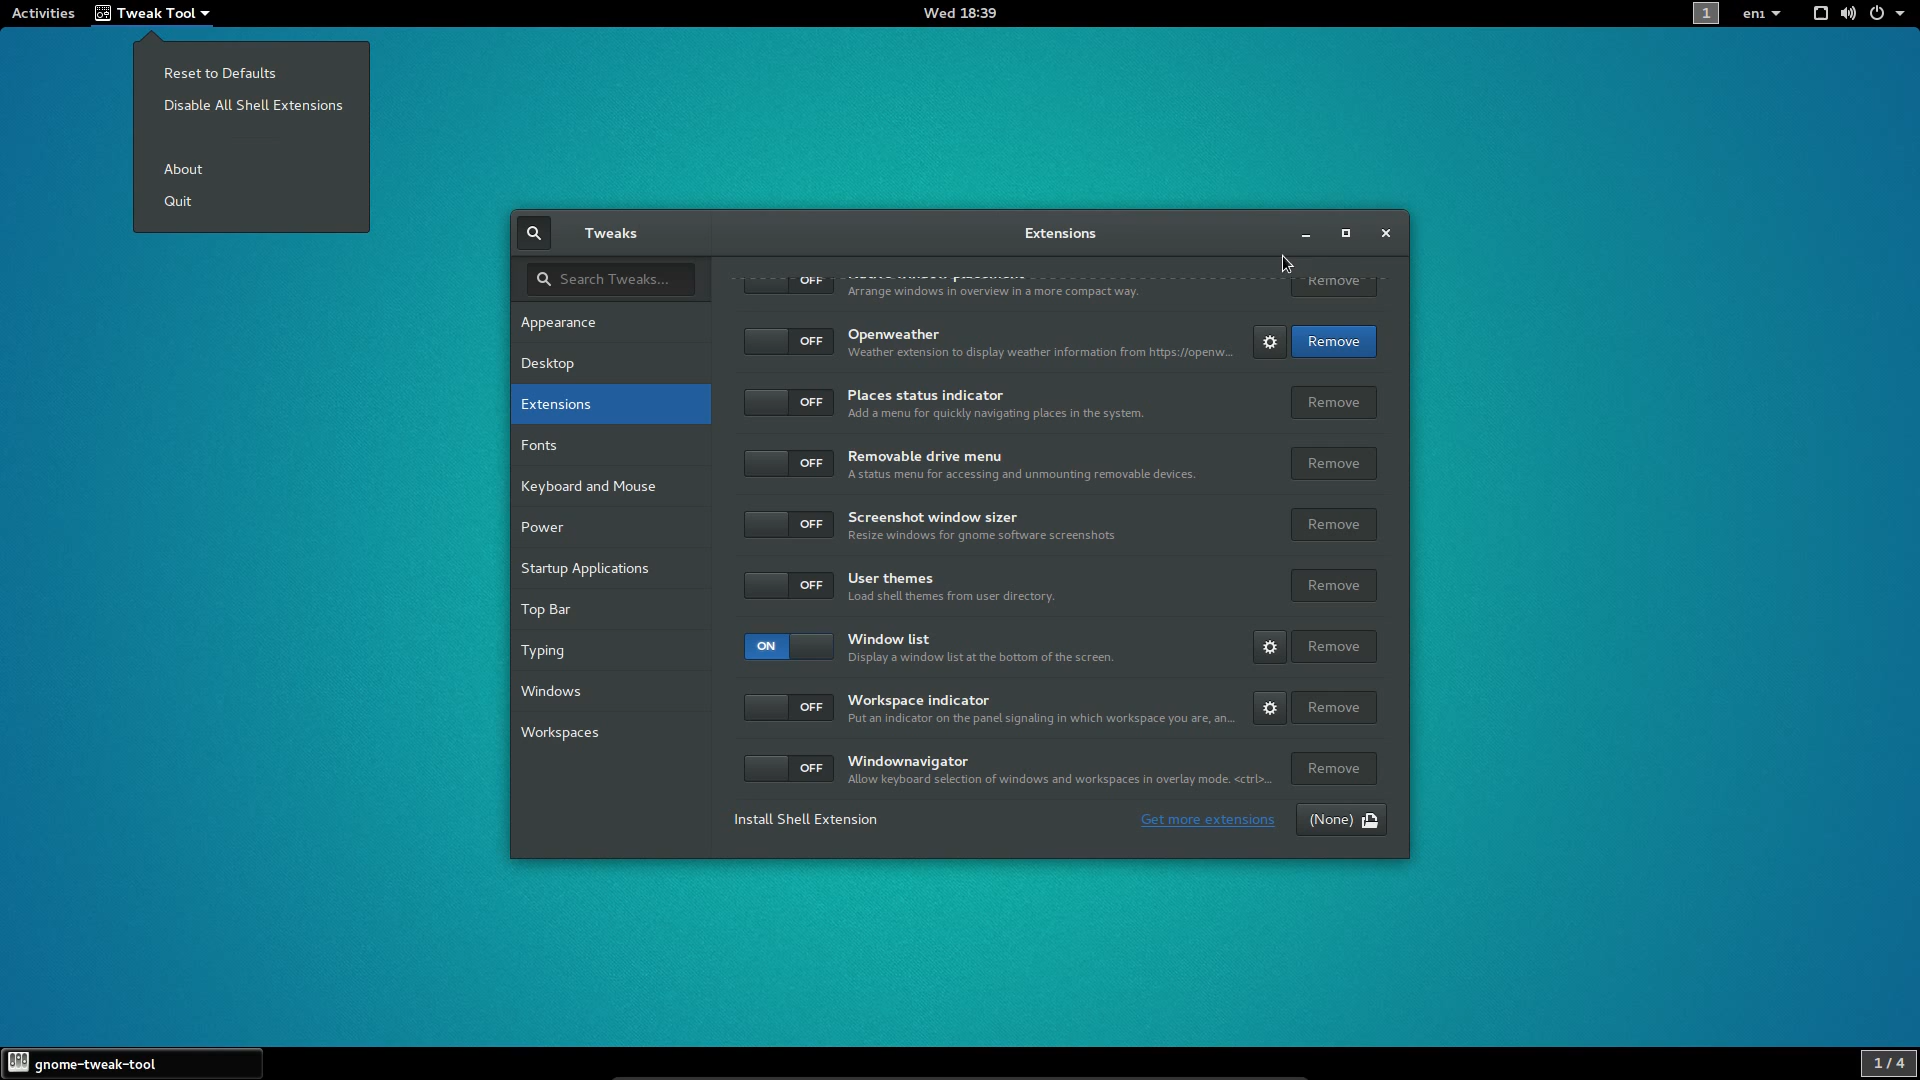 Activities
Tweak Tool
Wed 18:39
1
en₁
Reset to Defaults
Disable All Shell Extensions
About
Quit
Tweaks
Extensions
Search Tweaks...
Appearance
Desktop
Extensions
Fonts
Keyboard and Mouse
Power
Startup Applications
Top Bar
Typing
Windows
Workspaces
OFF
Arrange windows in overview in a more compact way.
Remove
OFF
Openweather
Weather extension to display weather information from https://openw...
Remove
OFF
Places status indicator
Add a menu for quickly navigating places in the system.
Remove
OFF
Removable drive menu
A status menu for accessing and unmounting removable devices.
Remove
OFF
Screenshot window sizer
Resize windows for gnome software screenshots
Remove
OFF
User themes
Load shell themes from user directory.
Remove
ON
Window list
Display a window list at the bottom of the screen.
Remove
OFF
Workspace indicator
Put an indicator on the panel signaling in which workspace you are, an...
Remove
OFF
Windownavigator
Allow keyboard selection of windows and workspaces in overlay mode. <ctrl>...
Remove
Install Shell Extension
Get more extensions
(None)
gnome-tweak-tool
1 / 4